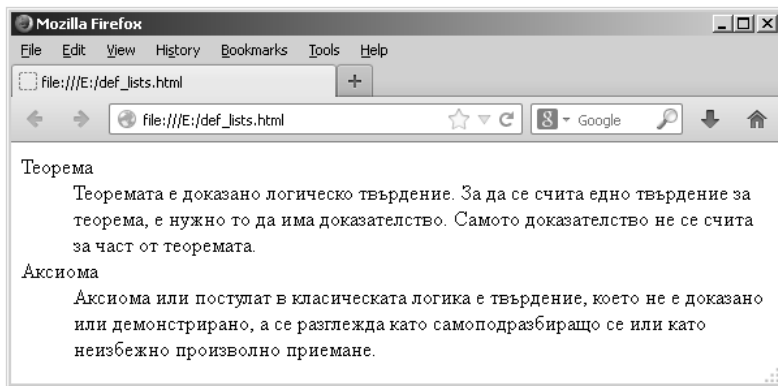 Mozilla Firefox
File Edit View History Bookmarks Tools Help
file:///E:/def_lists.html +
file:///E:/def_lists.html 8 Google
Теорема
Теоремата е доказано логическо твърдение. За да се счита едно твърдение за
теорема, е нужно то да има доказателство. Самото доказателство не се счита
за част от теоремата.
Аксиома
Аксиома или постулат в класическата логика е твърдение, което не е доказано
или демонстрирано, а се разглежда като самоподразбиращо се или като
неизбежно произволно приемане.